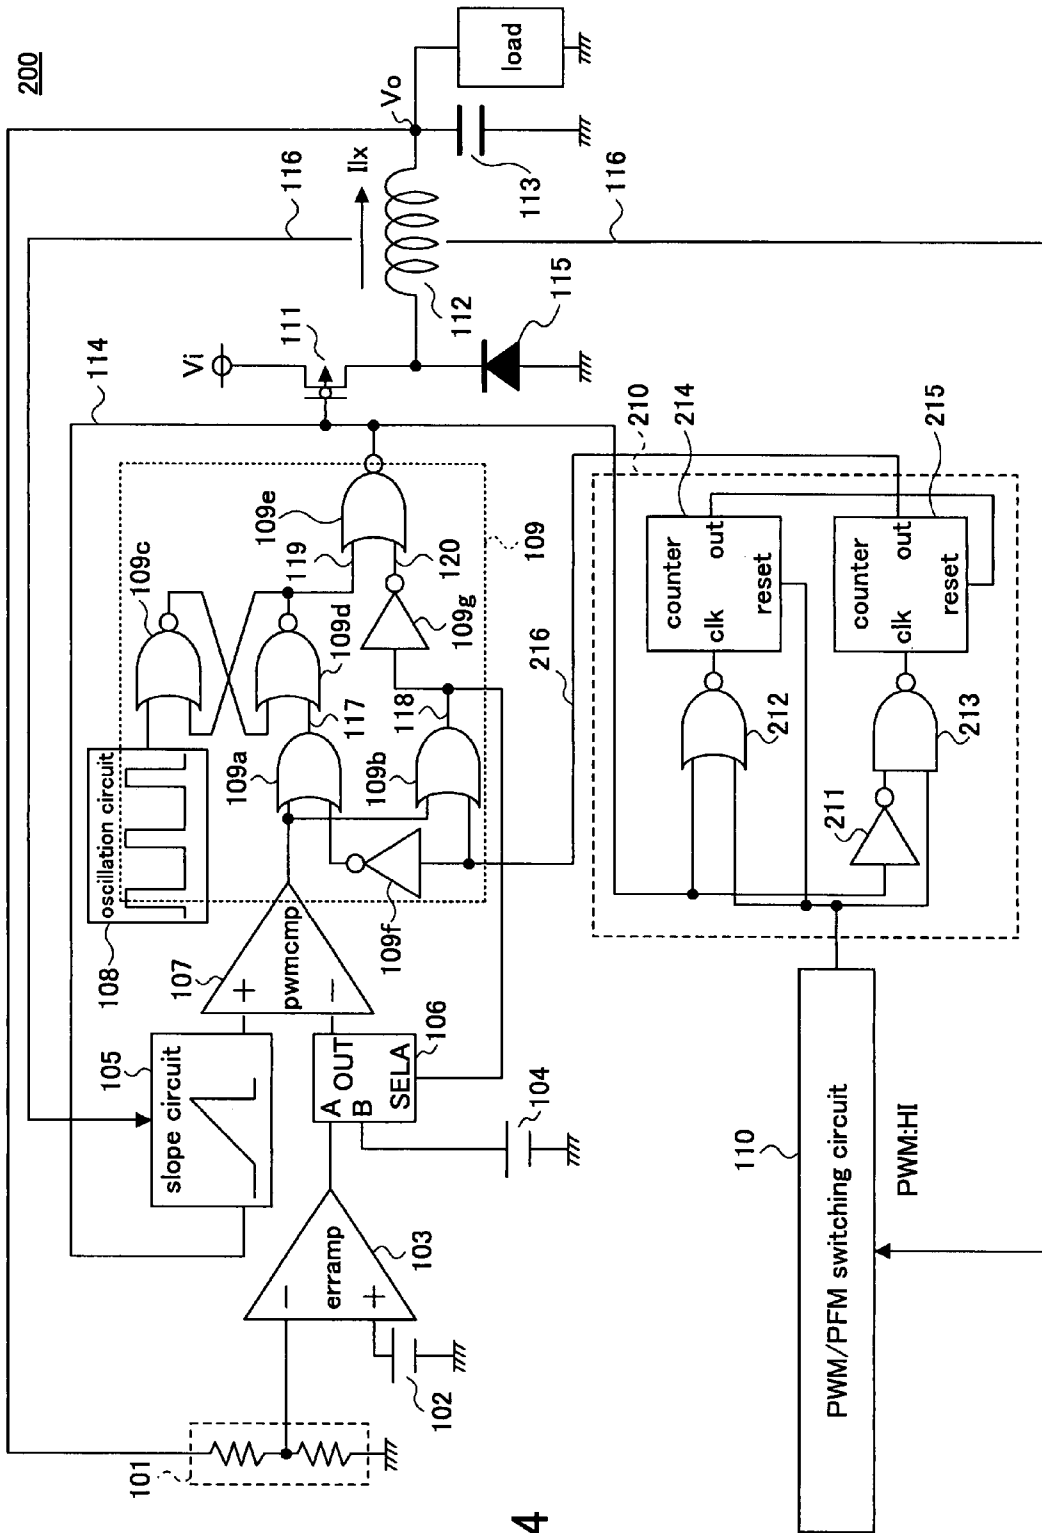 200
Vo
load
Ilx
116
113
116
112
115
114
Vi
111
109c
109e
119
109
109d
120
109g
117
118
109a
109b
109f
216
oscillation circuit
108
107
+
pwmcmp
−
105
slope circuit
A
OUT
B
SELA
106
104
−
erramp
+
103
102
101
210
214
counter
clk
out
reset
212
215
counter
clk
out
reset
213
211
110
PWM/PFM switching circuit
PWM:HI
4